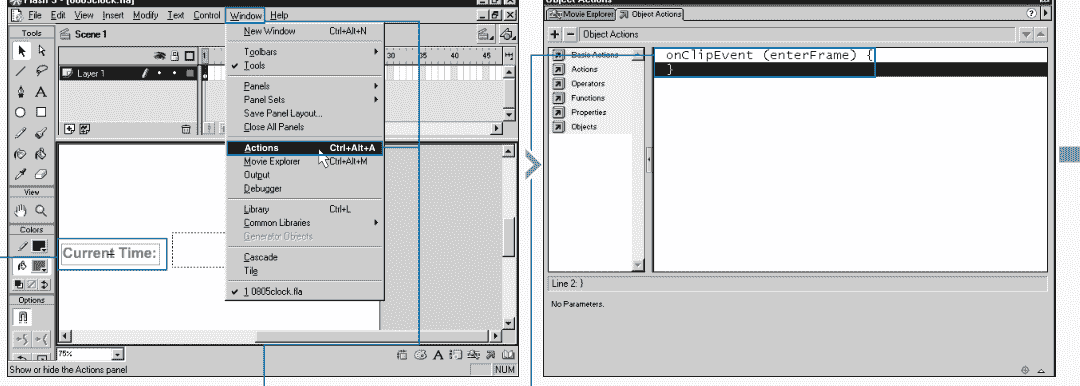 Flash 5 - [0805clock.fla]
File Edit View Insert Modify Text Control Window Help
Tools
Scene 1
1
30 35 40 45
Layer 1
View
Colors
Options
New Window Ctrl+Alt+N
Toolbars
Tools
Panels
Panel Sets
Save Panel Layout...
Close All Panels
Actions Ctrl+Alt+A
Movie Explorer Ctrl+Alt+M
Output
Debugger
Library Ctrl+L
Common Libraries
Generator Objects
Cascade
Tile
1 0805clock.fla
Current Time:
75%
Show or hide the Actions panel
NUM
Object Actions
Movie Explorer Object Actions
Object Actions
Basic Actions
Actions
Operators
Functions
Properties
Objects
onClipEvent (enterFrame) {
}
Line 2: }
No Parameters.